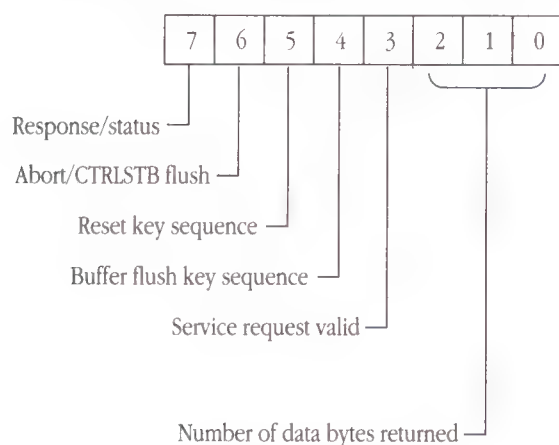 7 6 5 4 3 2 1 0
Response/status
Abort/CTRLSTB flush
Reset key sequence
Buffer flush key sequence
Service request valid
Number of data bytes returned